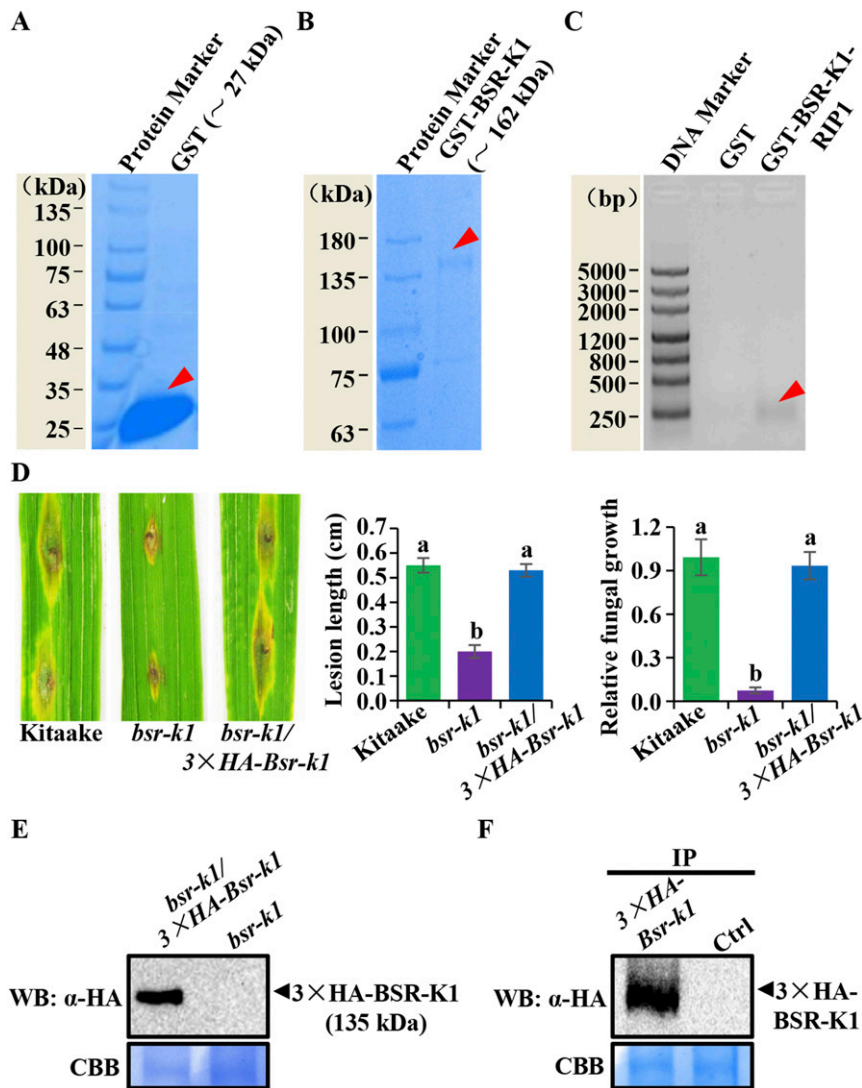 A
Protein Marker
GST (～ 27 kDa)
(kDa)
135
100
75
63
48
35
25
B
Protein Marker
GST-BSR-K1
(～ 162 kDa)
(kDa)
180
135
100
75
63
C
DNA Marker
GST
GST-BSR-K1-
RIP1
(bp)
5000
3000
2000
1200
800
500
250
D
Kitaake
bsr-k1
bsr-k1/
3×HA-Bsr-k1
Lesion length (cm)
0.7
0.6
0.5
0.4
0.3
0.2
0.1
0
a
b
a
Kitaake
bsr-k1
bsr-k1/
3×HA-Bsr-k1
Relative fungal growth
1.2
0.9
0.6
0.3
0.0
a
b
a
Kitaake
bsr-k1
bsr-k1/
3×HA-Bsr-k1
E
bsr-k1/
3×HA-Bsr-k1
bsr-k1
WB: α-HA
3×HA-BSR-K1
(135 kDa)
CBB
F
IP
3×HA-
Bsr-k1
Ctrl
WB: α-HA
3×HA-
BSR-K1
CBB